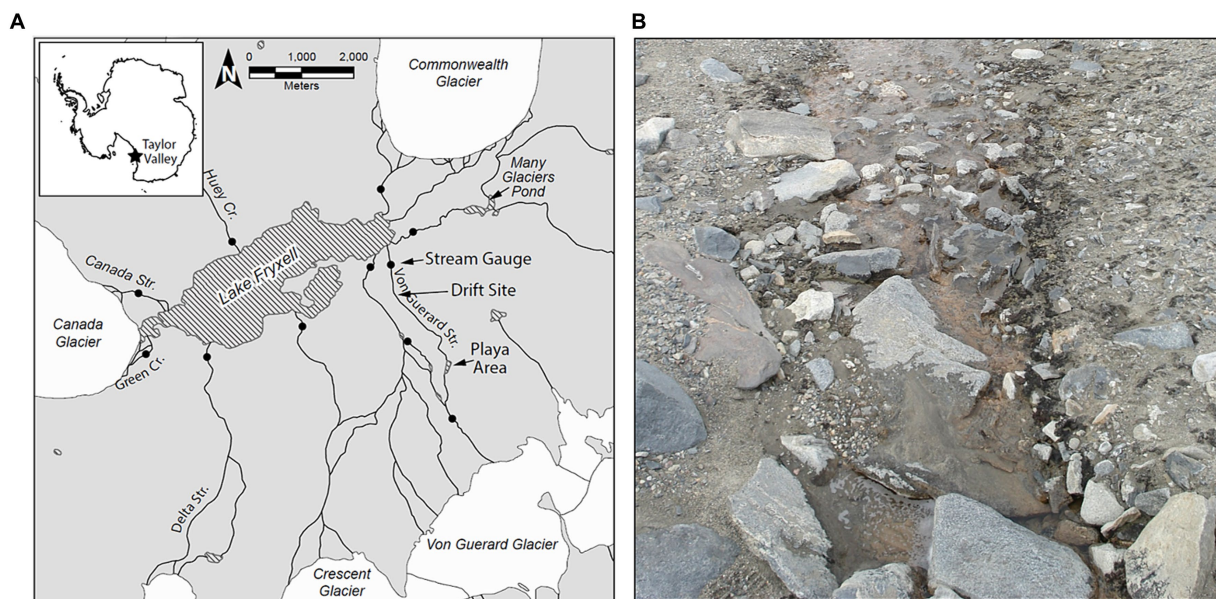 A
B
N
0 1,000 2,000
Meters
Commonwealth
Glacier
Taylor
Valley
Many
Glaciers
Pond
Huey Cr.
Lake Fryxell
Canada Str.
Stream Gauge
Drift Site
Von Guerard Str.
Canada
Glacier
Green Cr.
Playa
Area
Delta Str.
Von Guerard Glacier
Crescent
Glacier